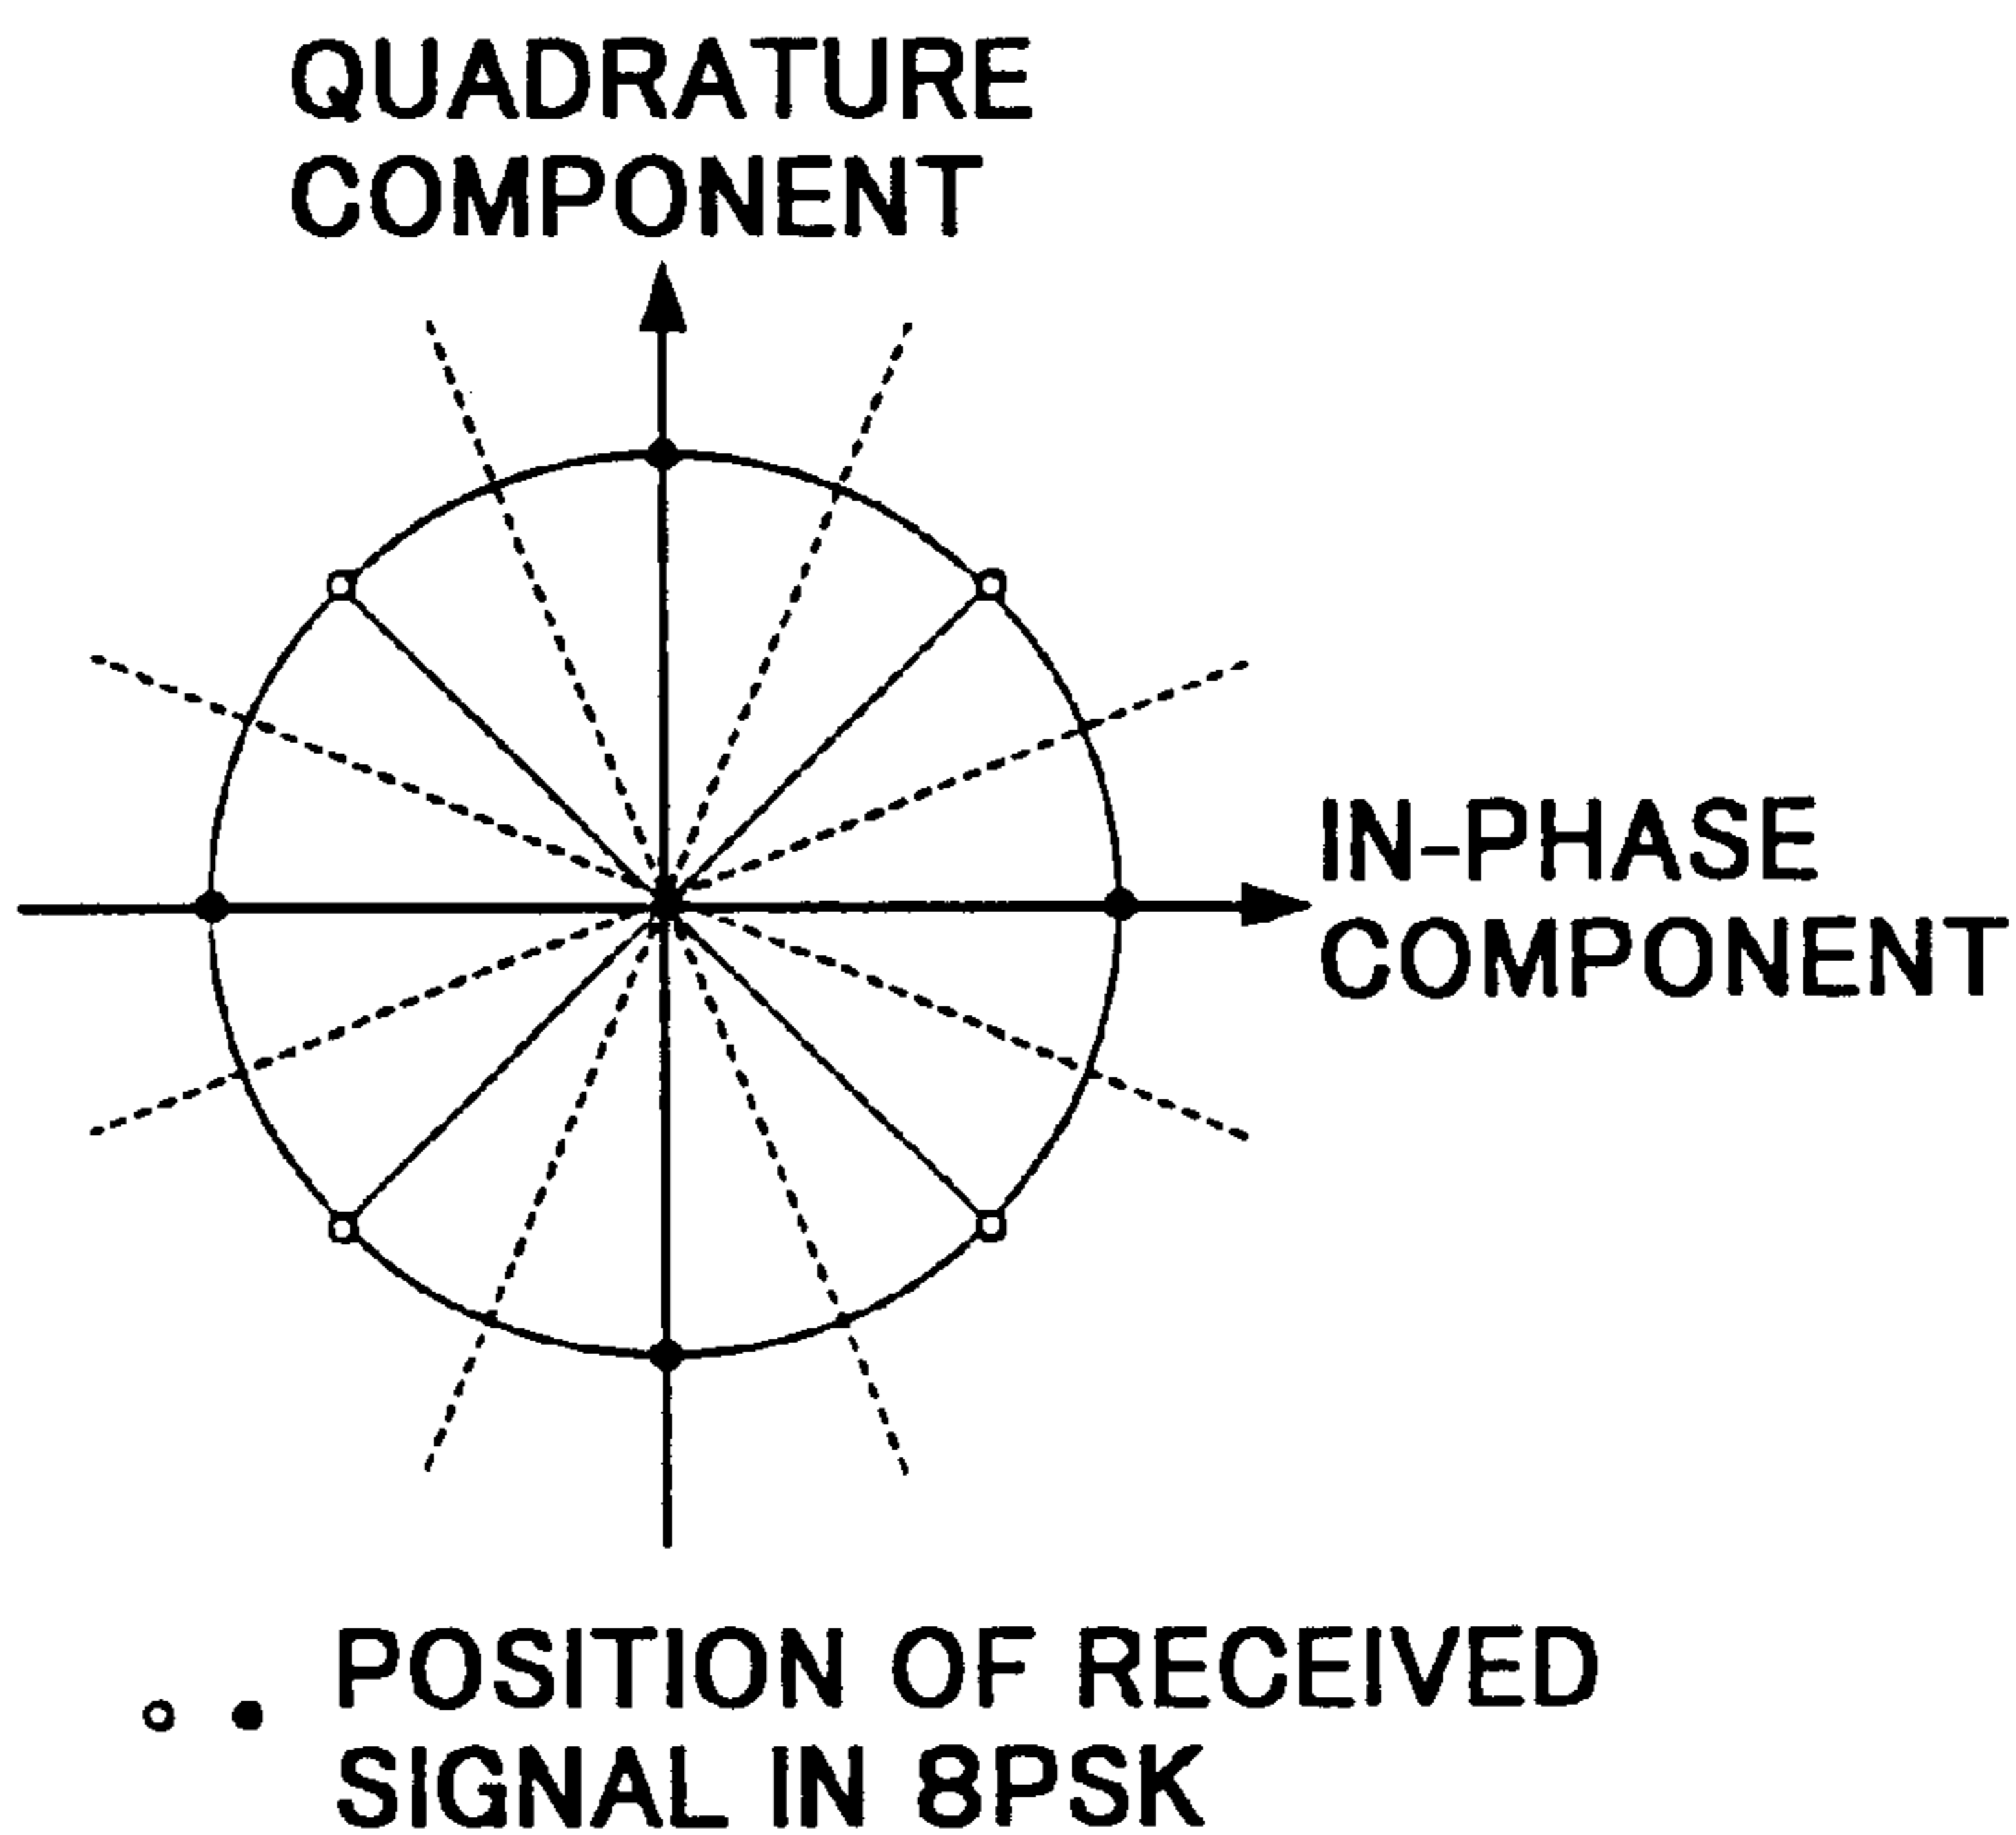 QUADRATURE
COMPONENT
IN-PHASE
COMPONENT
POSITION OF RECEIVED
SIGNAL IN 8PSK